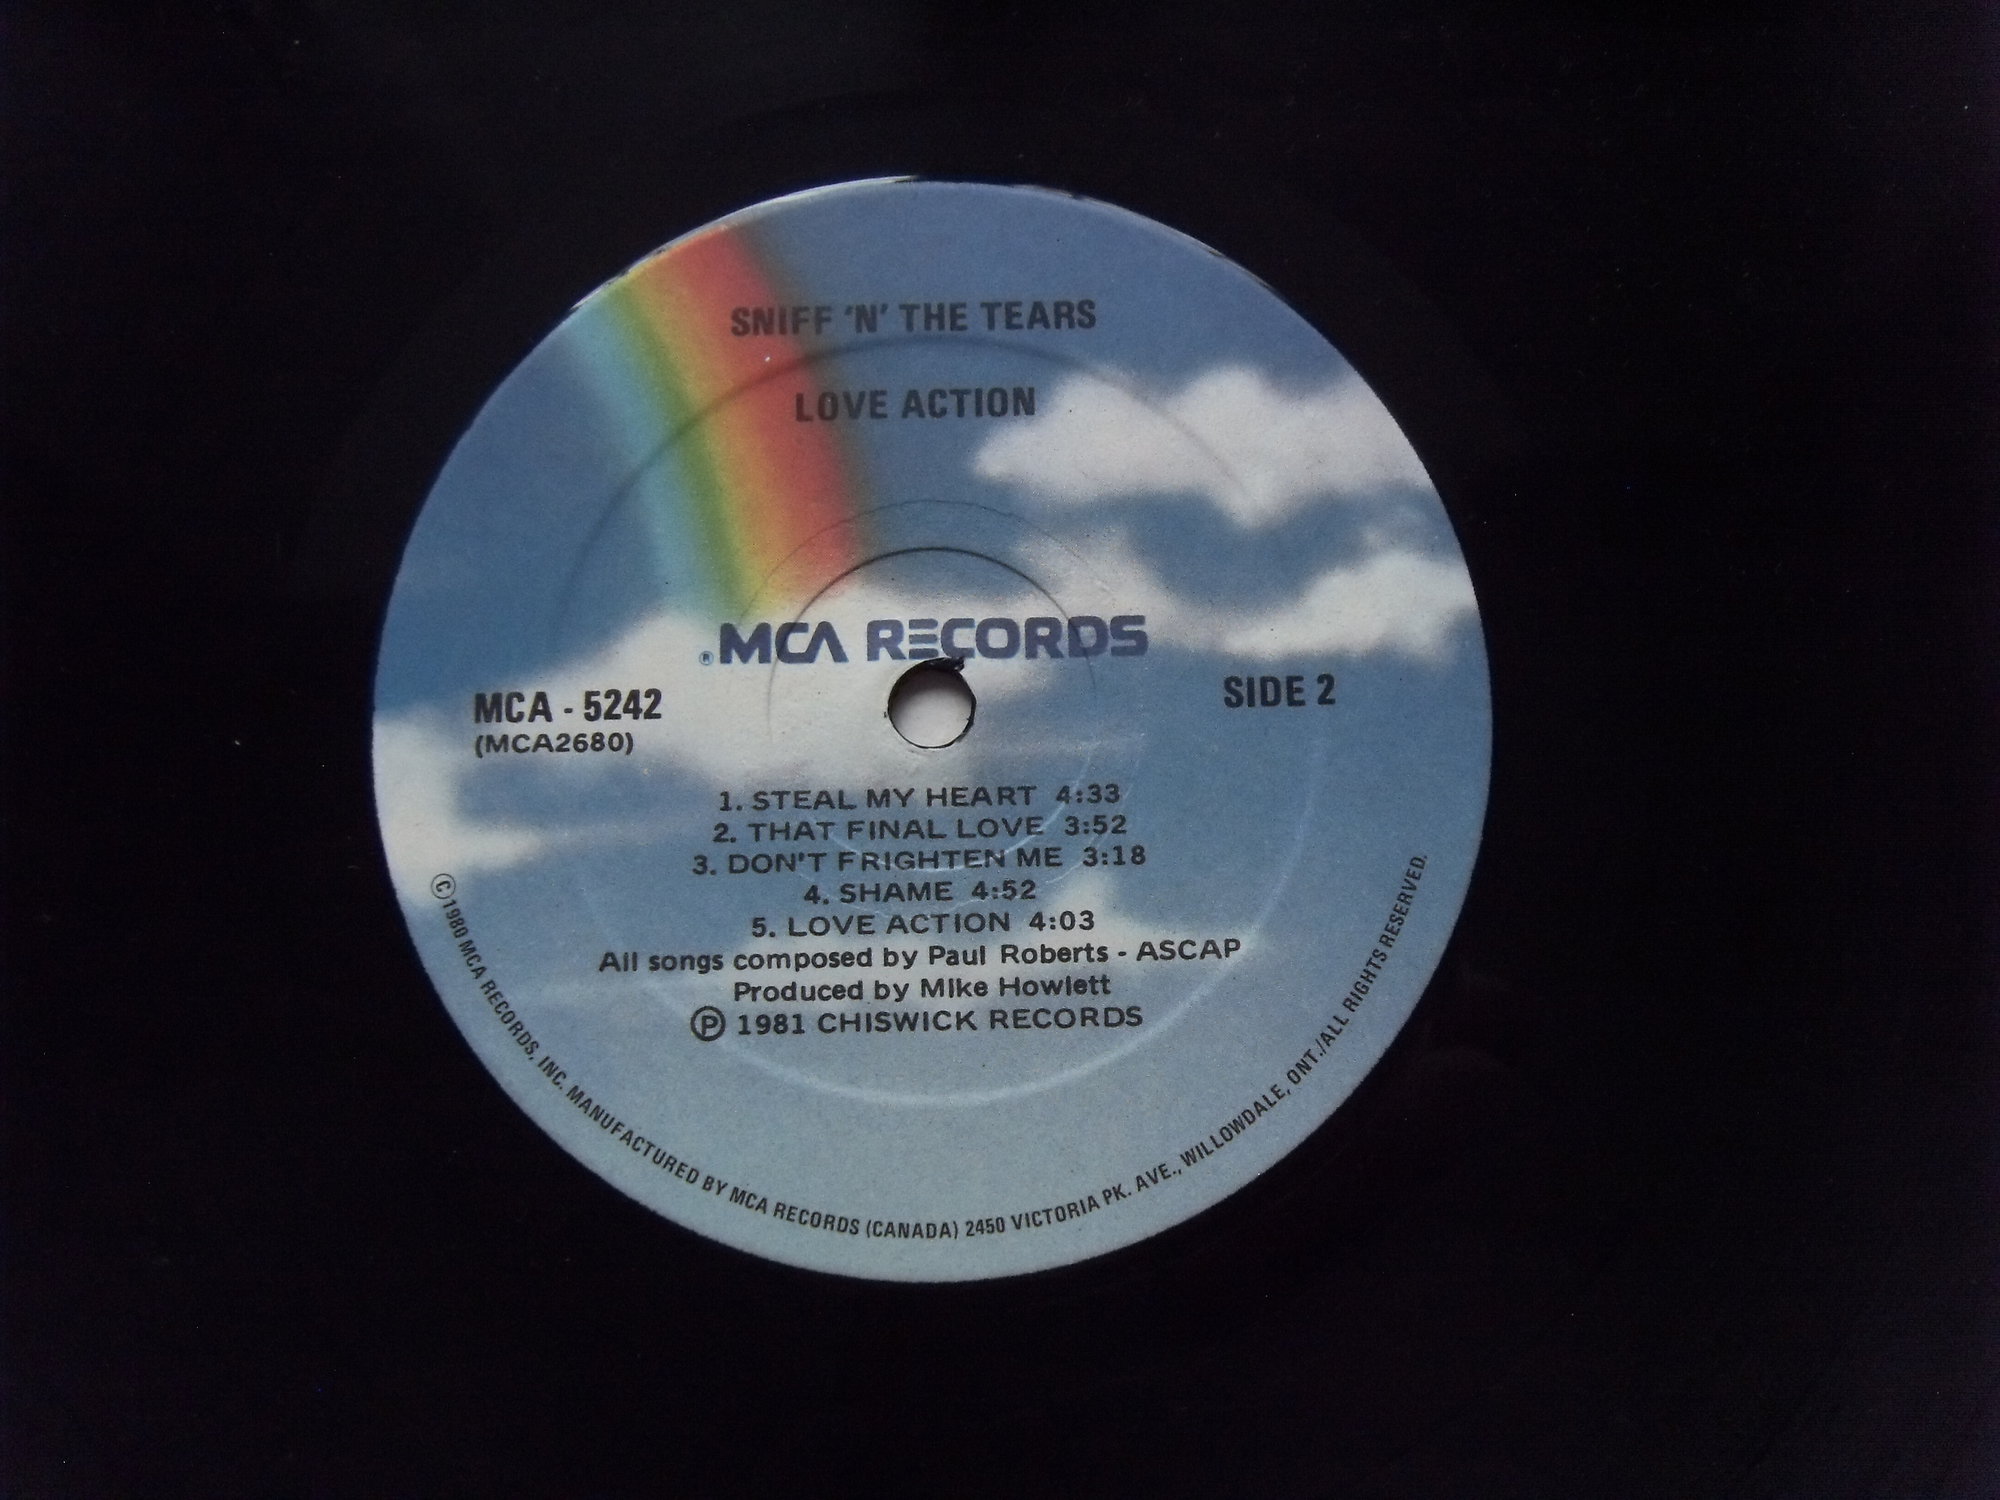 SNIFF 'N' THE TEARS
LOVE ACTION
®MCA RECORDS
MCA - 5242
(MCA2680)
SIDE 2
1. STEAL MY HEART 4:33
2. THAT FINAL LOVE 3:52
3. DON'T FRIGHTEN ME 3:18
4. SHAME 4:52
5. LOVE ACTION 4:03
All songs composed by Paul Roberts - ASCAP
Produced by Mike Howlett
Ⓟ 1981 CHISWICK RECORDS
©1980 MCA RECORDS, INC. MANUFACTURED BY MCA RECORDS (CANADA) 2450 VICTORIA PK. AVE., WILLOWDALE, ONT./ALL RIGHTS RESERVED.